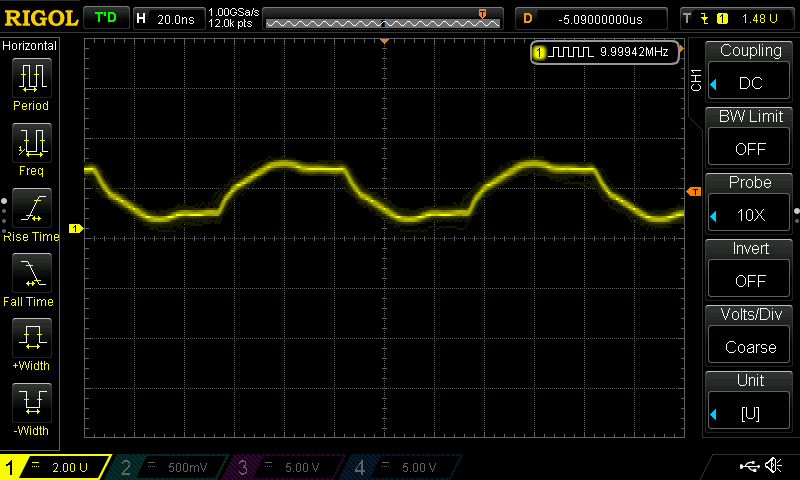 RIGOL T'D H 20.0ns 1.00GSa/s D -5.09000000us T 1 1.48 U
12.0k pts T
Horizontal
1 9.99942MHz
Period
Freq
Rise Time
Fall Time
+Width
-Width
1
T
CH1
Coupling
DC
BW Limit
OFF
Probe
10X
Invert
OFF
Volts/Div
Coarse
Unit
[U]
1 2.00 U 2 500mV 3 5.00 V 4 5.00 V